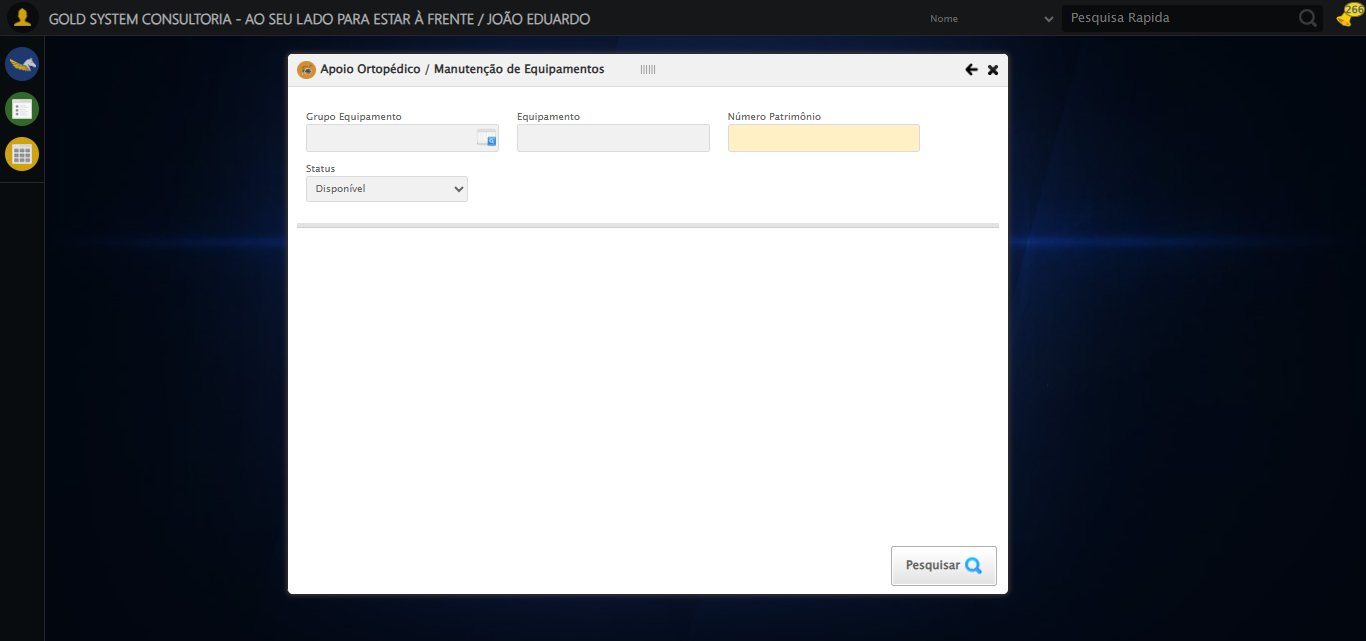 GOLD SYSTEM CONSULTORIA - AO SEU LADO PARA ESTAR À FRENTE / JOÃO EDUARDO
Nome
Pesquisa Rapida
266
Apoio Ortopédico / Manutenção de Equipamentos
Grupo Equipamento
Equipamento
Número Patrimônio
Status
Disponível
Pesquisar